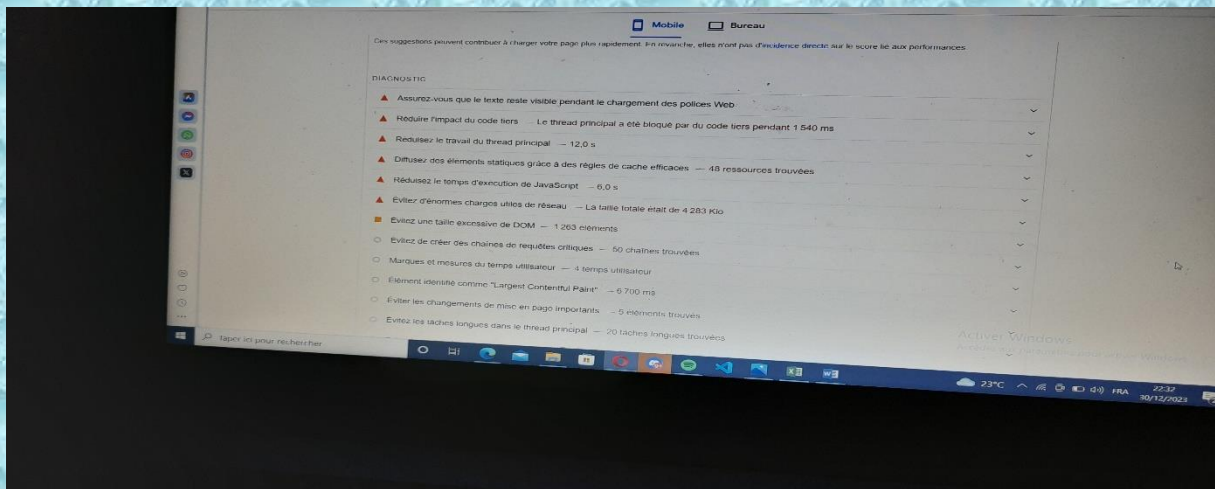 Mobile Bureau
Ces suggestions peuvent contribuer à charger votre page plus rapidement. En revanche, elles n'ont pas d'incidence directe sur le score lié aux performances.
DIAGNOSTIC
Assurez-vous que le texte reste visible pendant le chargement des polices Web
Réduire l'impact du code tiers — Le thread principal a été bloqué par du code tiers pendant 1 540 ms
Réduisez le travail du thread principal — 12,0 s
Diffusez des éléments statiques grâce à des règles de cache efficaces — 48 ressources trouvées
Réduisez le temps d'exécution de JavaScript — 6,0 s
Évitez d'énormes charges utiles de réseau — La taille totale était de 4 283 Kio
Évitez une taille excessive de DOM — 1 263 éléments
Évitez de créer des chaînes de requêtes critiques — 50 chaînes trouvées
Marques et mesures du temps utilisateur — 4 temps utilisateur
Élément identifié comme "Largest Contentful Paint" — 6 700 ms
Éviter les changements de mise en page importants — 5 éléments trouvés
Évitez les tâches longues dans le thread principal — 20 tâches longues trouvées
Activer Windows
Taper ici pour rechercher
23°C FRA 22:32
30/12/2023